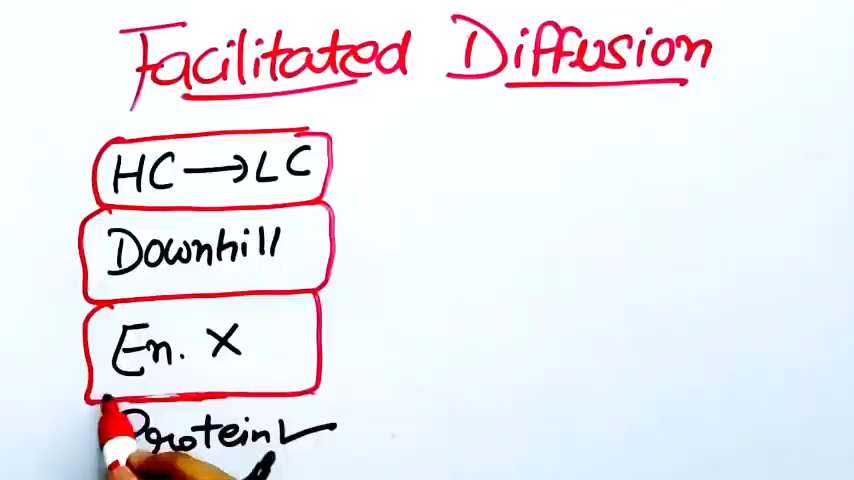 Facilitated Diffusion
HC → LC
Downhill
En. X
Protein ✓